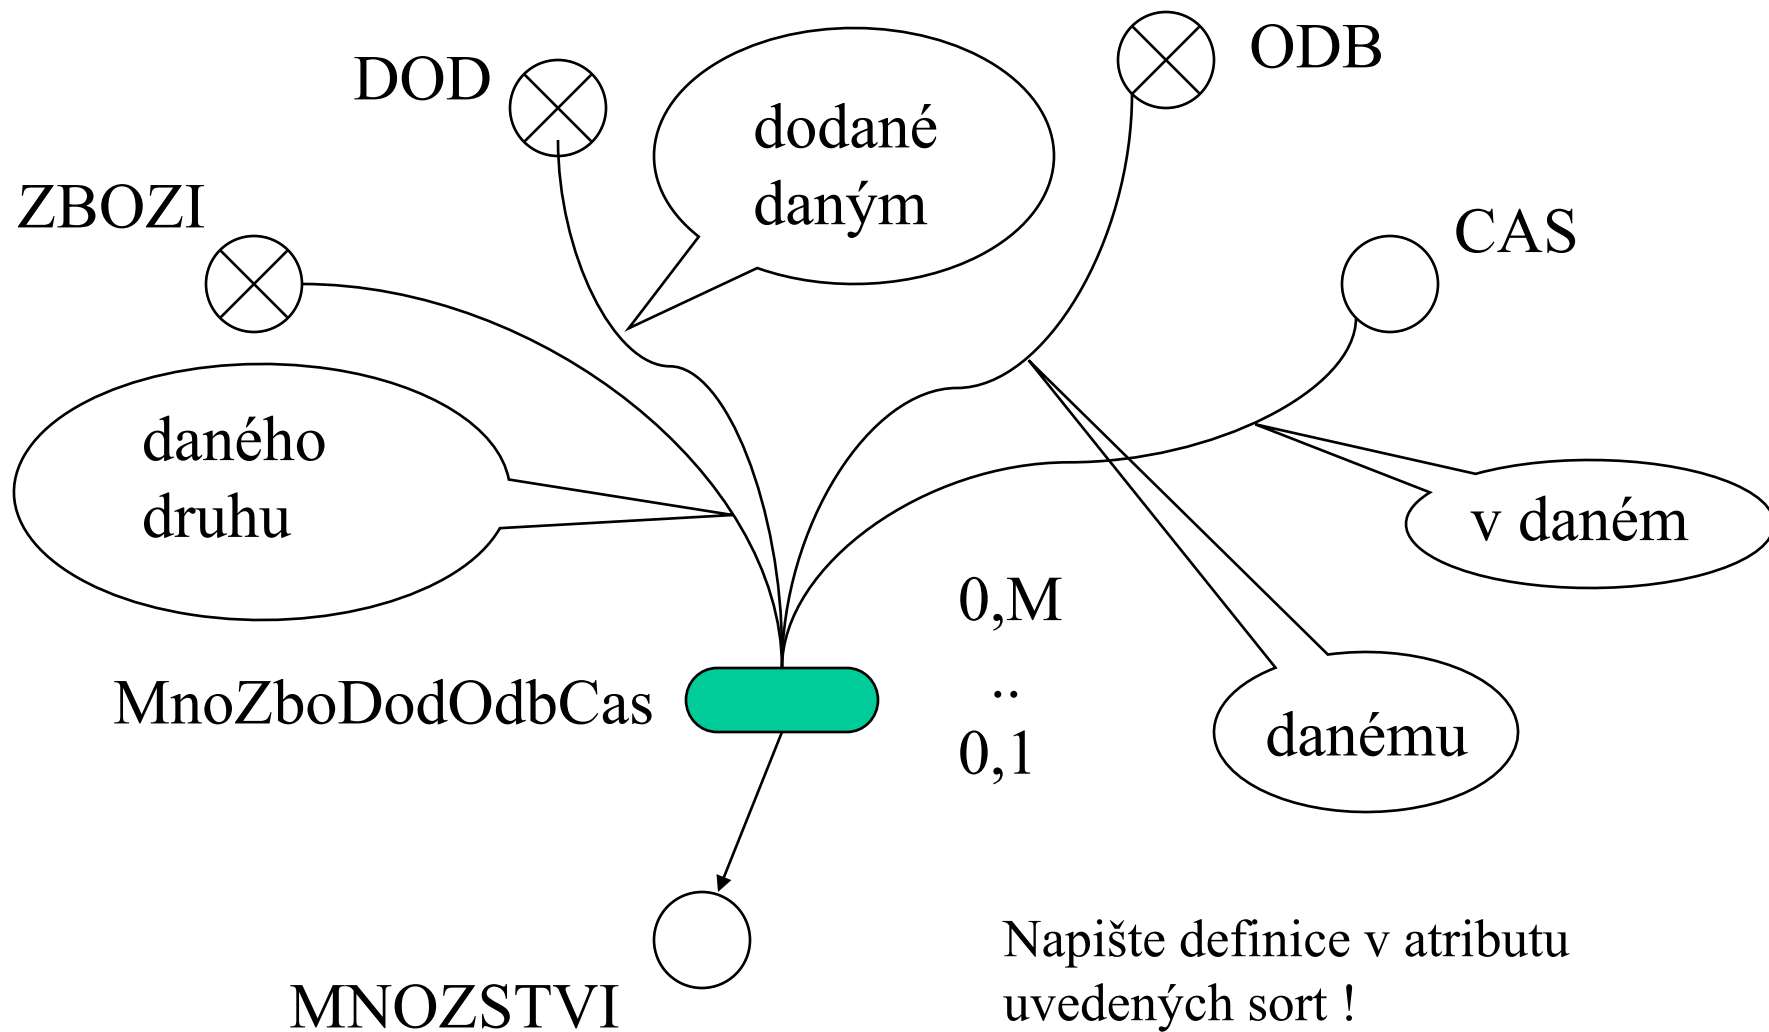 ODB
DOD
dodané
daným
ZBOZI
CAS
daného
druhu
v daném
0,M
MnoZboDodOdbCas
..
danému
0,1
Napište definice v atributu
MNOZSTVI
uvedených sort !